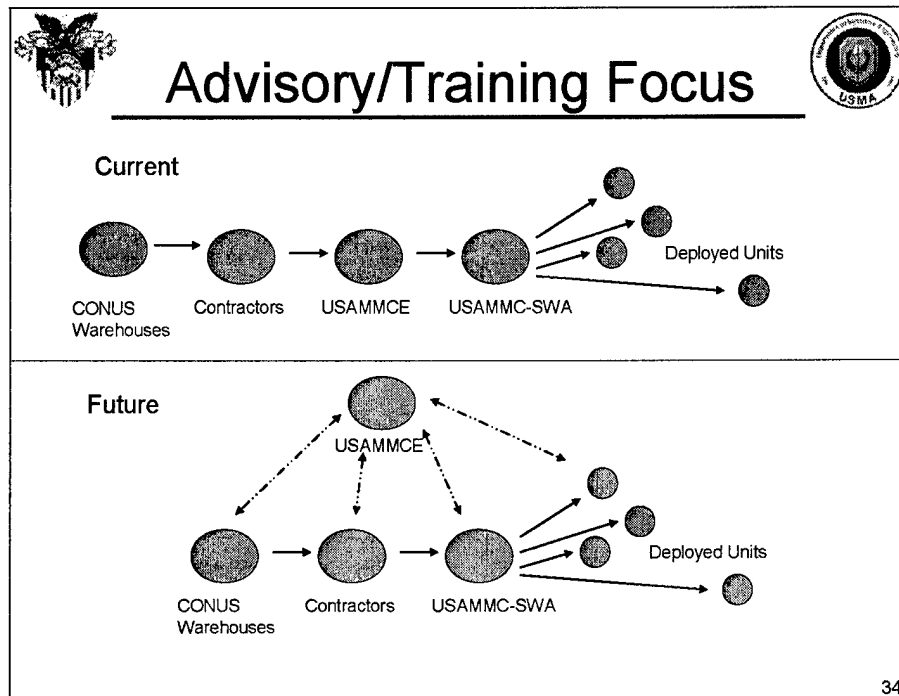 Advisory/Training Focus
USMA
Current
Deployed Units
CONUS
Warehouses
Contractors
USAMMCE
USAMMC-SWA
Future
USAMMCE
Deployed Units
CONUS
Warehouses
Contractors
USAMMC-SWA
34